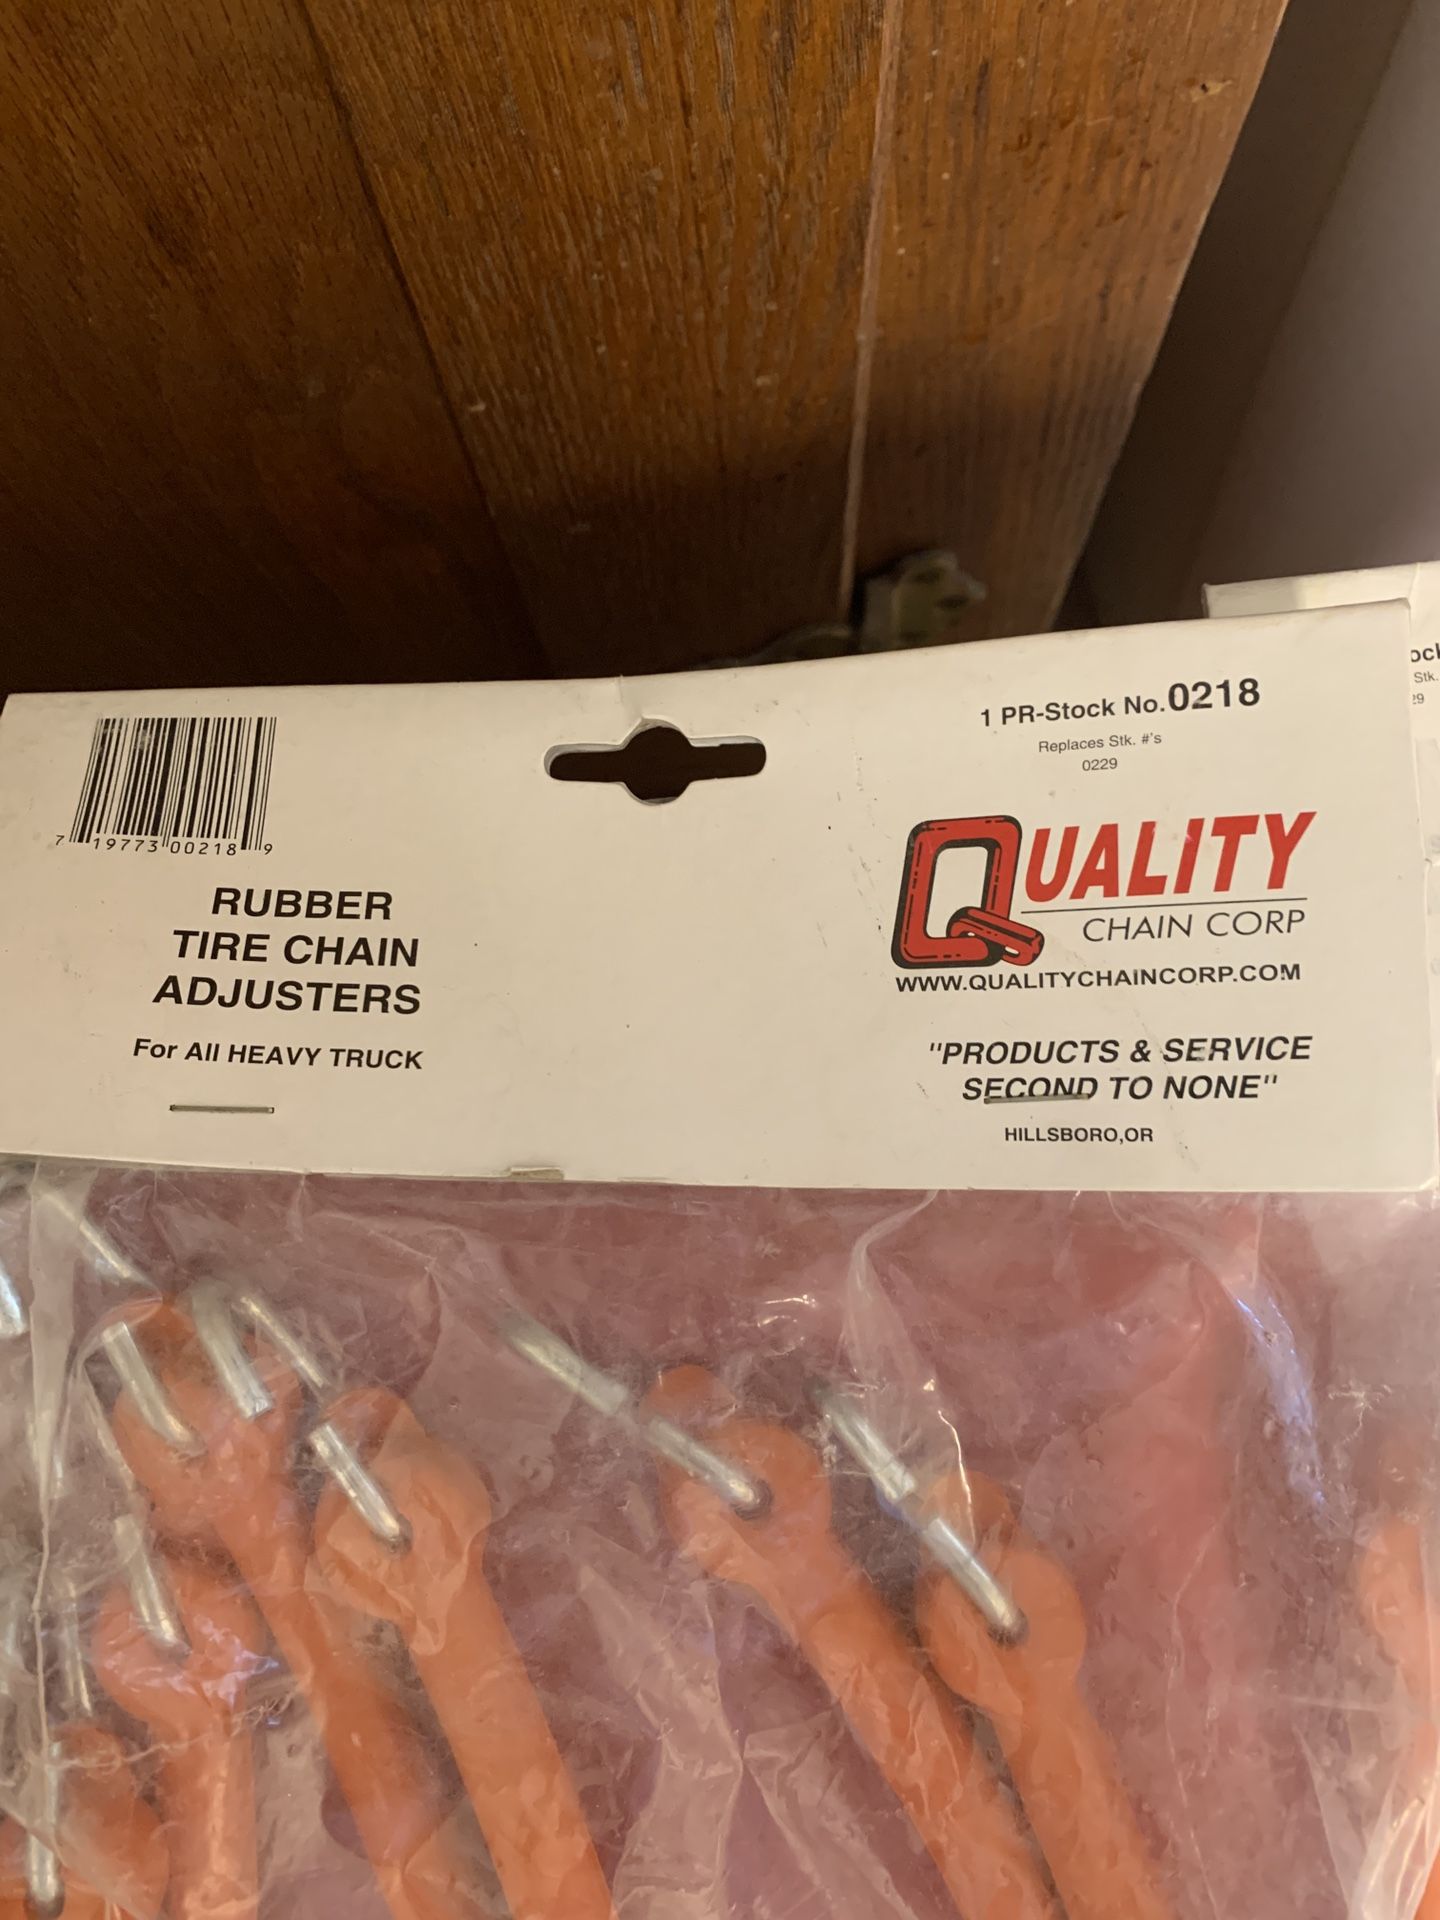 1 PR-Stock No.0218
Replaces Stk. #'s
0229
7 19773 00218 9
QUALITY
CHAIN CORP
WWW.QUALITYCHAINCORP.COM
RUBBER
TIRE CHAIN
ADJUSTERS
For All HEAVY TRUCK
"PRODUCTS & SERVICE
SECOND TO NONE"
HILLSBORO,OR
Stk.